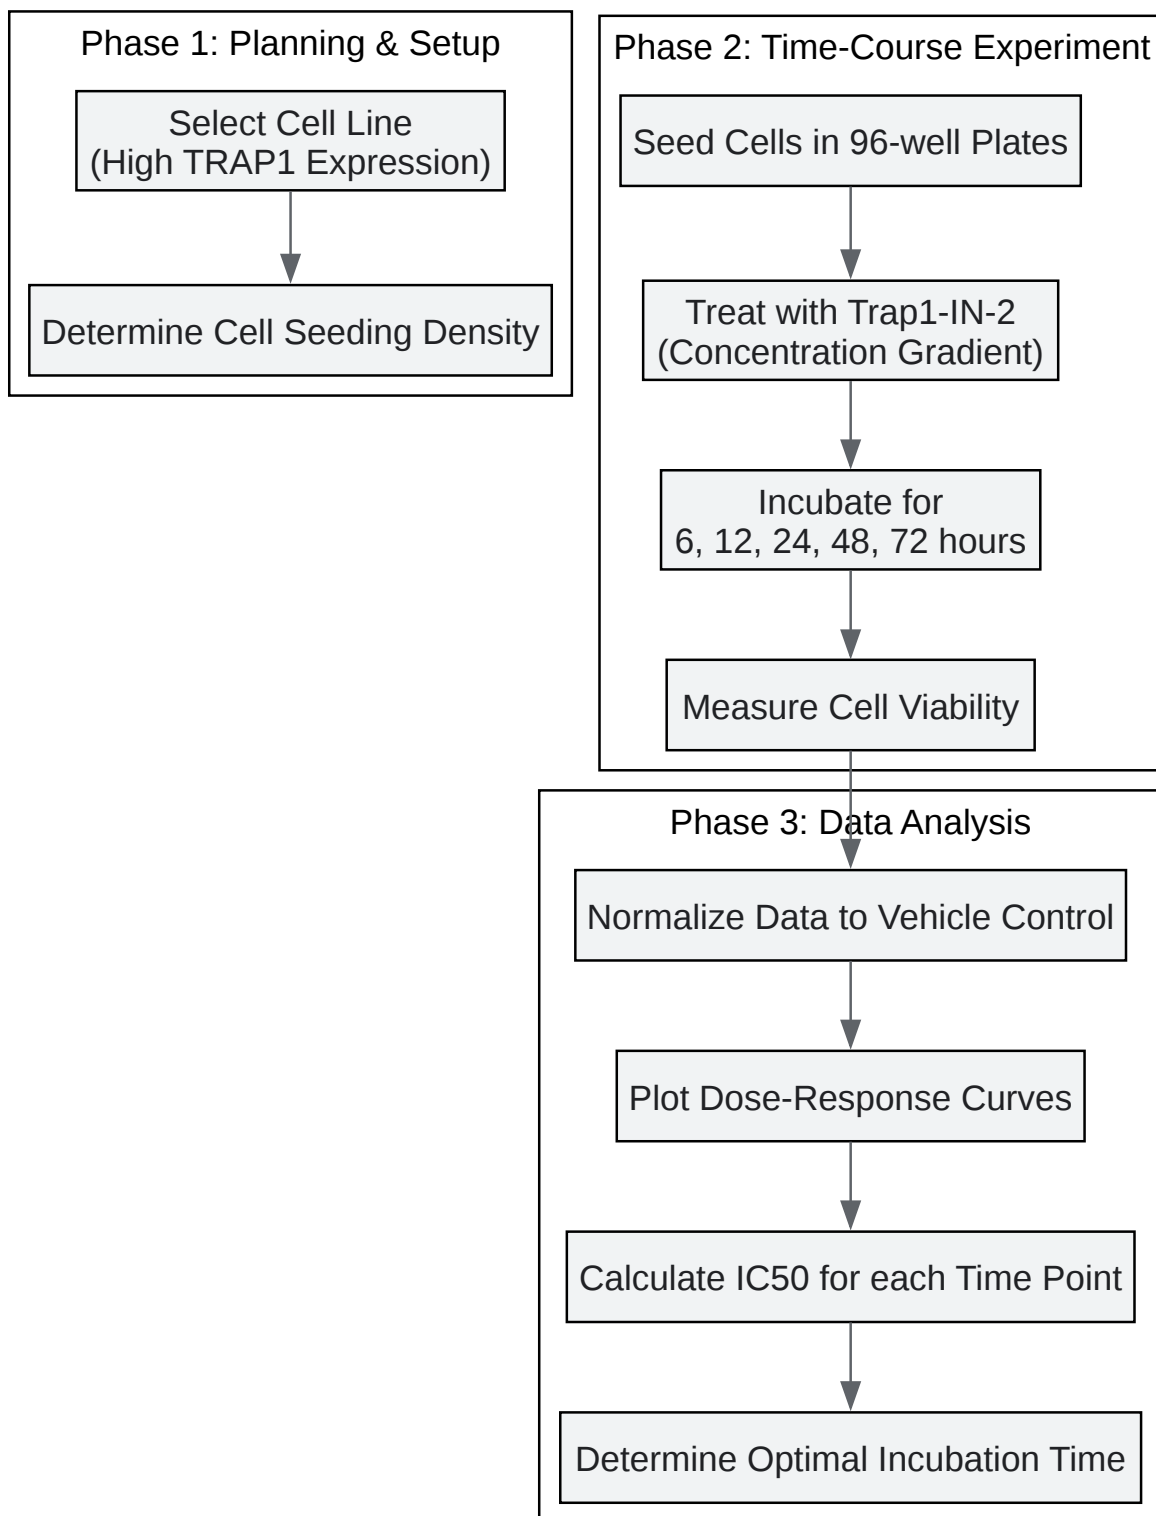 Phase 1: Planning & Setup
Select Cell Line
(High TRAP1 Expression)
Determine Cell Seeding Density
Phase 2: Time-Course Experiment
Seed Cells in 96-well Plates
Treat with Trap1-IN-2
(Concentration Gradient)
Incubate for
6, 12, 24, 48, 72 hours
Measure Cell Viability
Phase 3: Data Analysis
Normalize Data to Vehicle Control
Plot Dose-Response Curves
Calculate IC50 for each Time Point
Determine Optimal Incubation Time